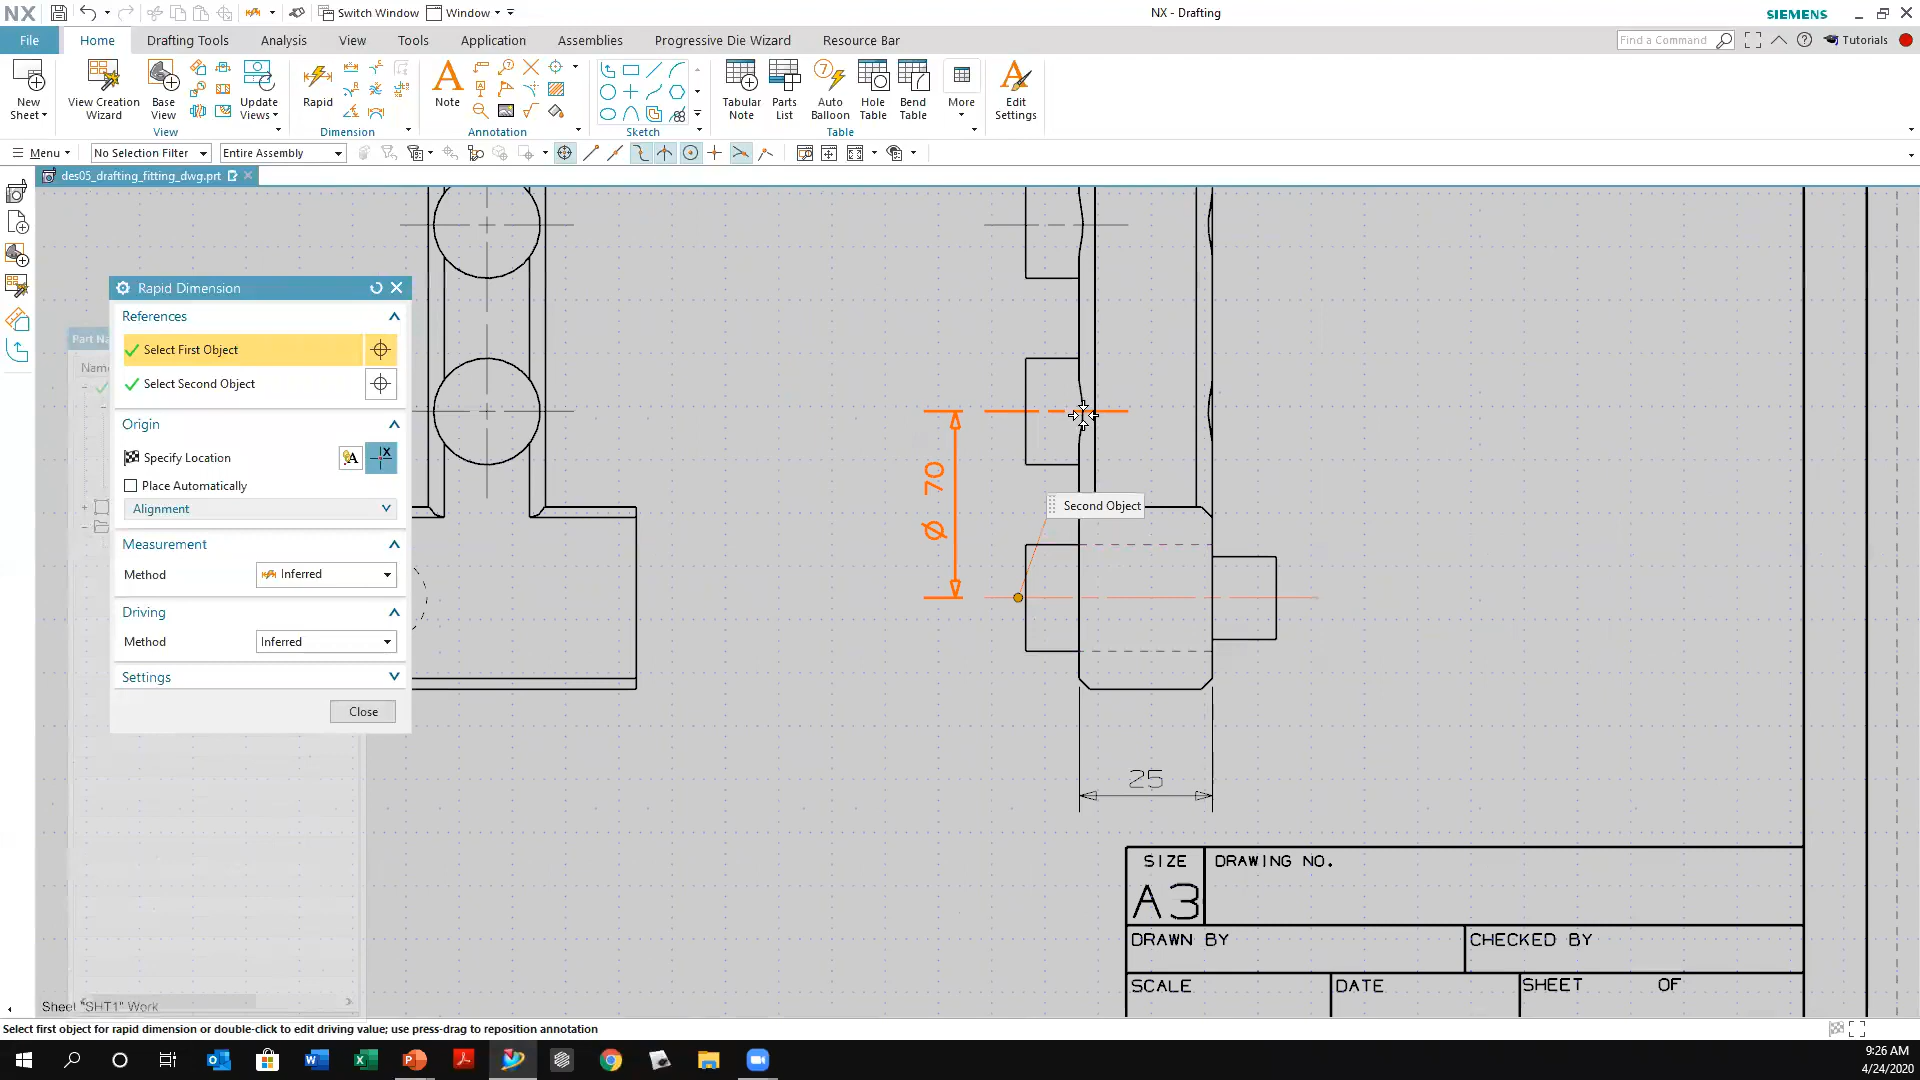 NX Switch Window Window NX - Drafting SIEMENS
File Home Drafting Tools Analysis View Tools Application Assemblies Progressive Die Wizard Resource Bar Find a Command Tutorials
New Sheet View Creation Wizard Base View Update Views Rapid Note Tabular Note Parts List Auto Balloon Hole Table Bend Table More Edit Settings
View Dimension Annotation Sketch Table
Menu No Selection Filter Entire Assembly
des05_drafting_fitting_dwg.prt
Rapid Dimension
References
Part Na
Select First Object
Name
Select Second Object
Origin
Specify Location
Place Automatically
Alignment
Measurement
Method Inferred
Driving
Method Inferred
Settings
Close
Ø 70
Second Object
25
SIZE DRAWING NO.
A3
DRAWN BY CHECKED BY
SCALE DATE SHEET OF
Sheet "SHT1" Work
Select first object for rapid dimension or double-click to edit driving value; use press-drag to reposition annotation
9:26 AM
4/24/2020